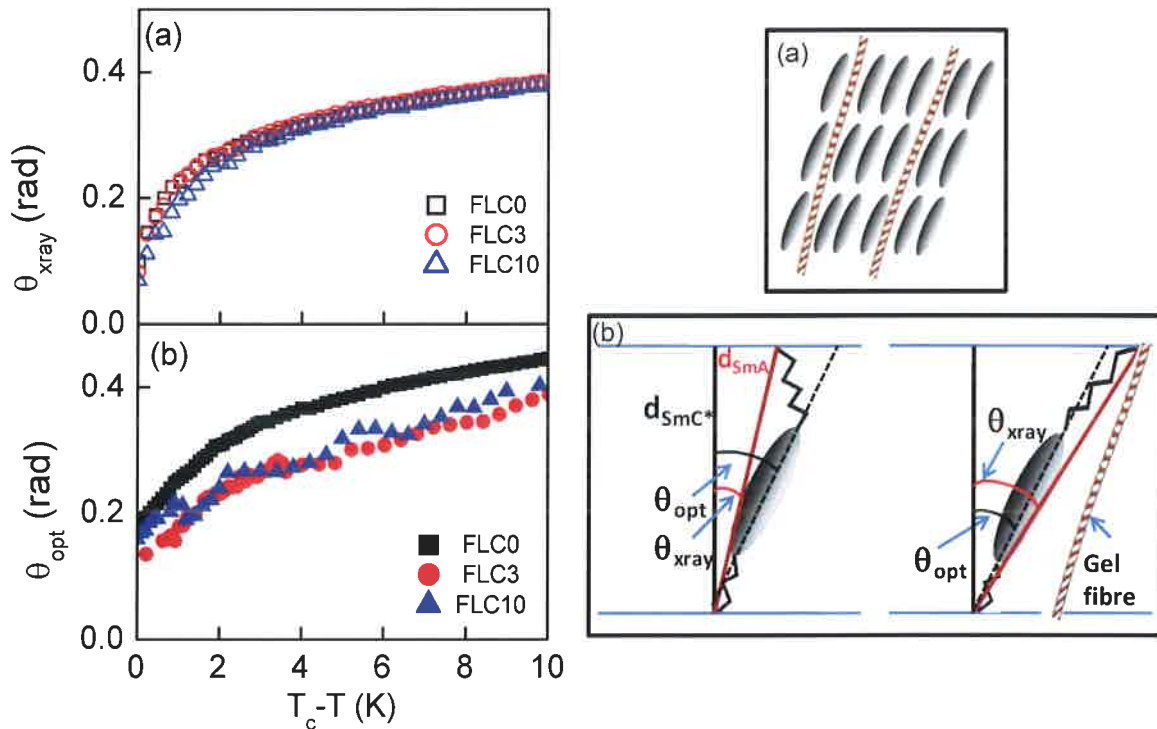 (a)
0.4
0.2
0.0
θxray (rad)
FLC0
FLC3
FLC10
(b)
0.4
0.2
0.0
θopt (rad)
FLC0
FLC3
FLC10
0 2 4 6 8 10
Tc-T (K)
(a)
(b)
dSmA
dSmC*
θopt
θxray
θxray
θopt
Gel
fibre